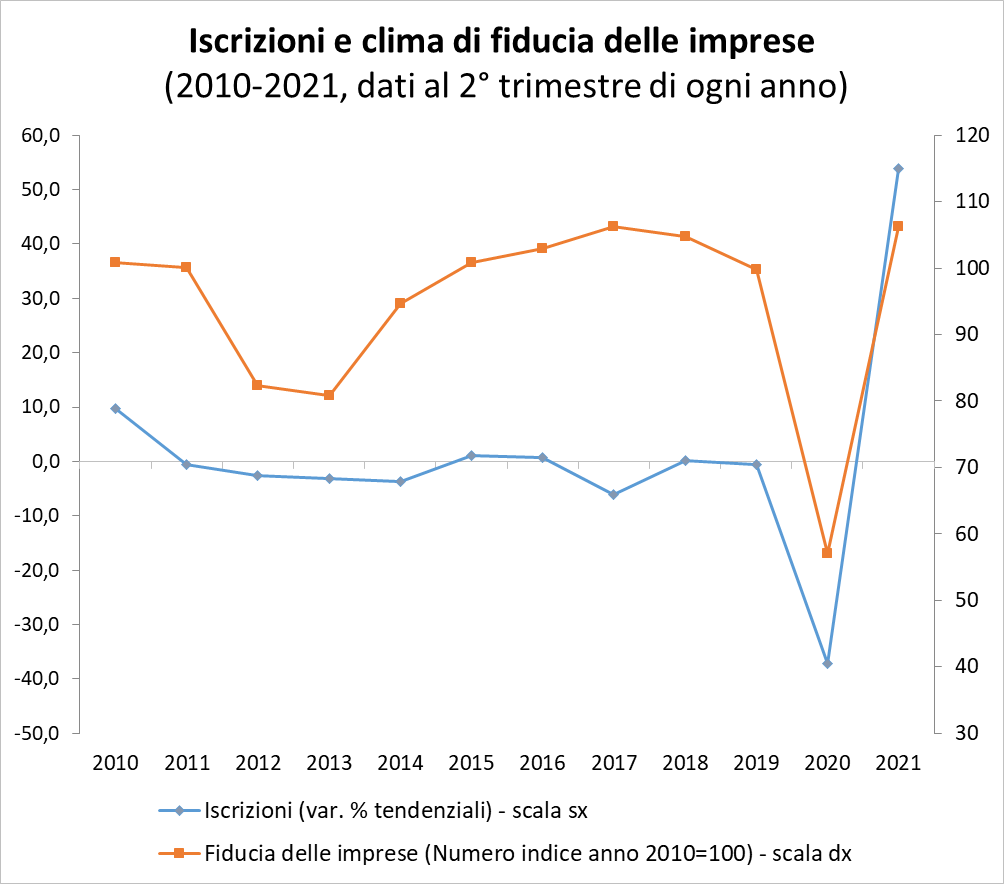 Iscrizioni e clima di fiducia delle imprese
(2010-2021, dati al 2° trimestre di ogni anno)
60,0 120
50,0 110
40,0 100
30,0 90
20,0 80
10,0 70
0,0 60
-10,0 50
-20,0 40
-30,0 30
-40,0
-50,0
2010 2011 2012 2013 2014 2015 2016 2017 2018 2019 2020 2021
Iscrizioni (var. % tendenziali) - scala sx
Fiducia delle imprese (Numero indice anno 2010=100) - scala dx